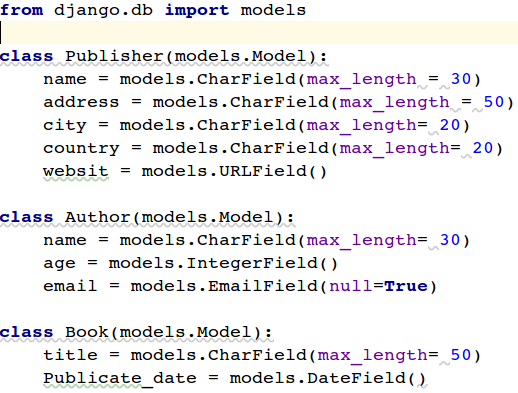 from django.db import models
class Publisher(models.Model):
    name = models.CharField(max_length = 30)
    address = models.CharField(max_length = 50)
    city = models.CharField(max_length= 20)
    country = models.CharField(max_length= 20)
    websit = models.URLField()
class Author(models.Model):
    name = models.CharField(max_length= 30)
    age = models.IntegerField()
    email = models.EmailField(null=True)
class Book(models.Model):
    title = models.CharField(max_length= 50)
    Publicate_date = models.DateField()